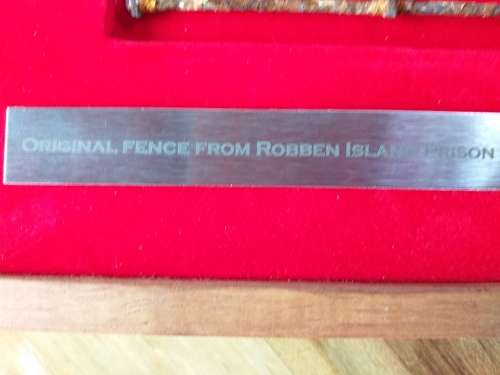 ORIGINAL FENCE FROM ROBBEN ISLAND PRISON